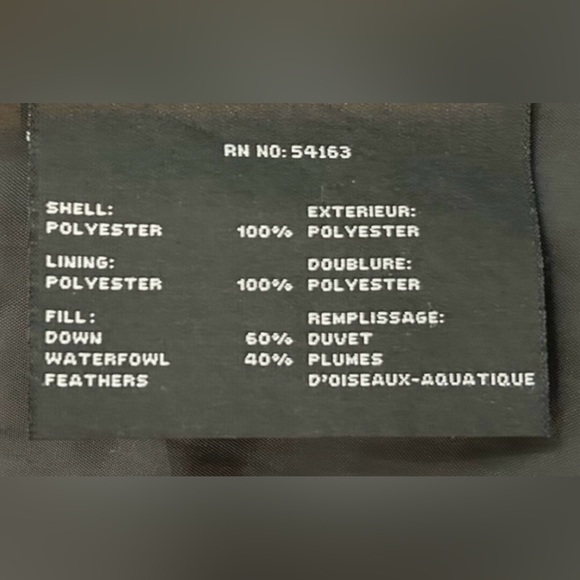 RN NO: 54163
SHELL: EXTERIEUR:
POLYESTER 100% POLYESTER
LINING: DOUBLURE:
POLYESTER 100% POLYESTER
FILL: REMPLISSAGE:
DOWN 60% DUVET
WATERFOWL 40% PLUMES
FEATHERS D'OISEAUX-AQUATIQUE